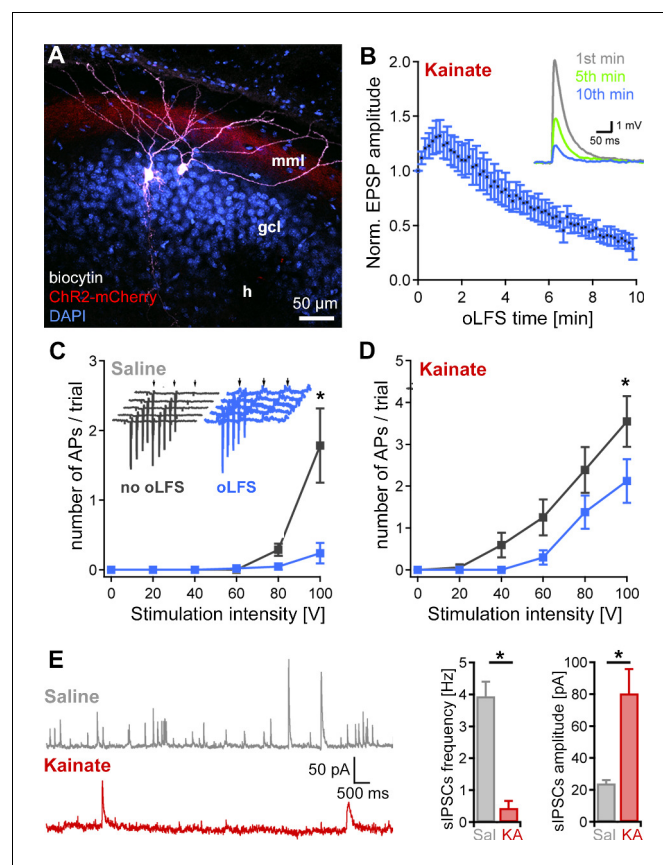 A
mml
gcl
h
biocytin
ChR2-mCherry
DAPI
50 µm
B
Kainate
1st min
5th min
10th min
1 mV
50 ms
Norm. EPSP amplitude
2.0
1.5
1.0
0.5
0.0
0 2 4 6 8 10
oLFS time [min]
C
Saline
number of APs / trial
3
2
1
0
*
no oLFS
oLFS
0 20 40 60 80 100
Stimulation intensity [V]
D
Kainate
number of APs / trial
5
4
3
2
1
0
*
0 20 40 60 80 100
Stimulation intensity [V]
E
Saline
Kainate
50 pA
500 ms
sIPSCs frequency [Hz]
5
4
3
2
1
0
*
Sal KA
sIPSCs amplitude [pA]
100
80
60
40
20
0
*
Sal KA